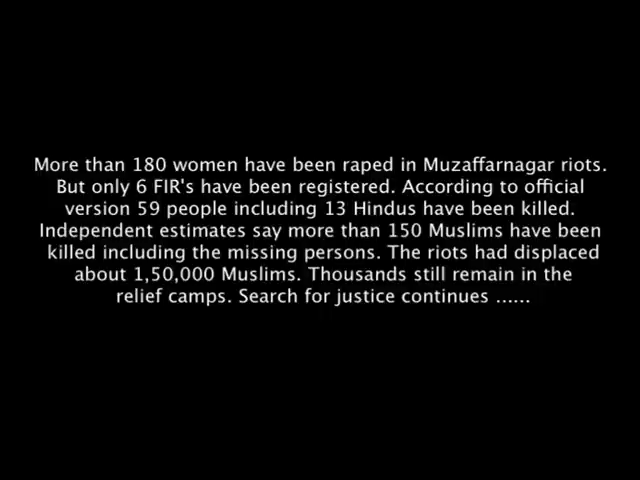 More than 180 women have been raped in Muzaffarnagar riots.
But only 6 FIR's have been registered. According to official
version 59 people including 13 Hindus have been killed.
Independent estimates say more than 150 Muslims have been
killed including the missing persons. The riots had displaced
about 1,50,000 Muslims. Thousands still remain in the
relief camps. Search for justice continues ......